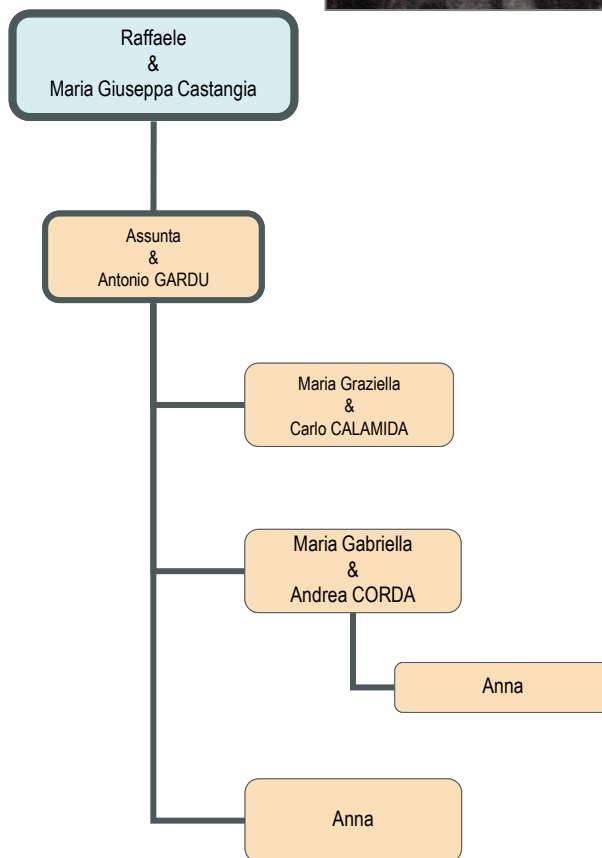 Raffaele
&
Maria Giuseppa Castangia
Assunta
&
Antonio GARDU
Maria Graziella
&
Carlo CALAMIDA
Maria Gabriella
&
Andrea CORDA
Anna
Anna